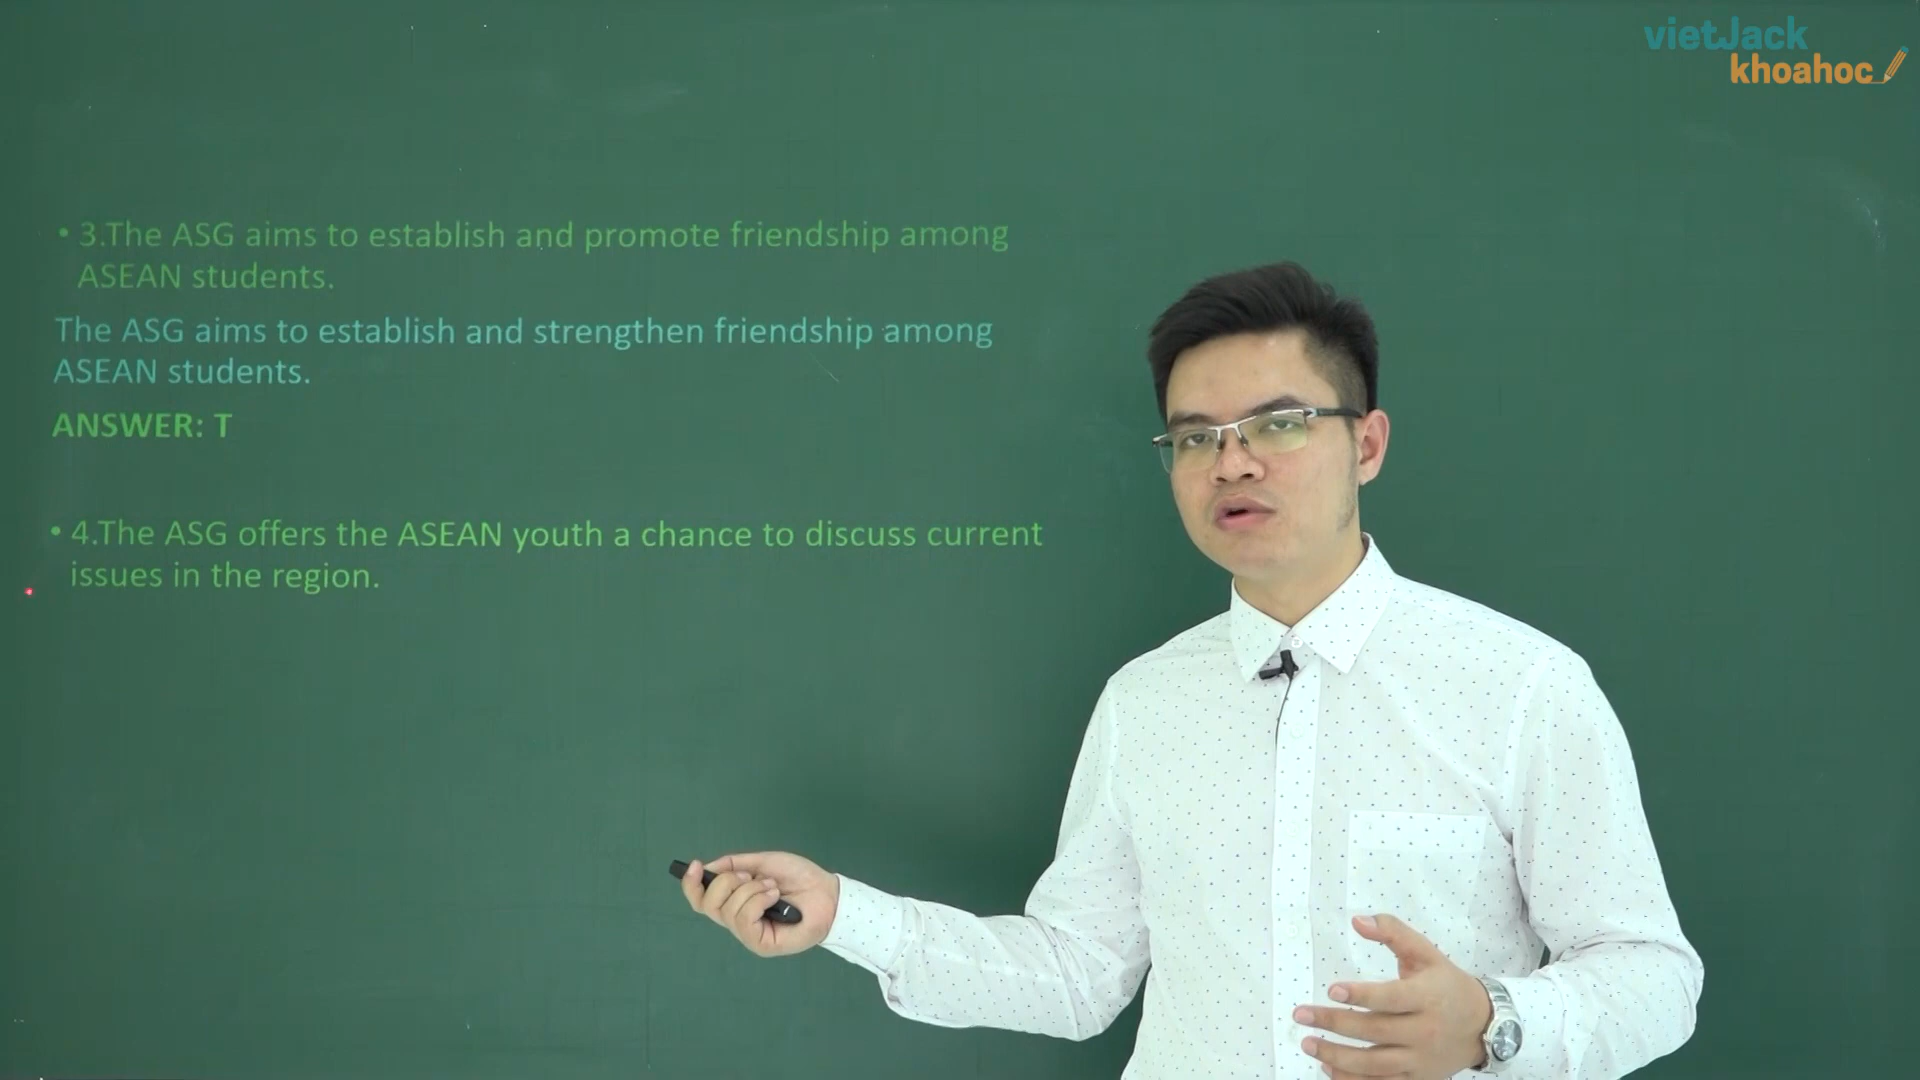 vietJack
khoahoc
• 3.The ASG aims to establish and promote friendship among
ASEAN students.
The ASG aims to establish and strengthen friendship among
ASEAN students.
ANSWER: T
• 4.The ASG offers the ASEAN youth a chance to discuss current
issues in the region.